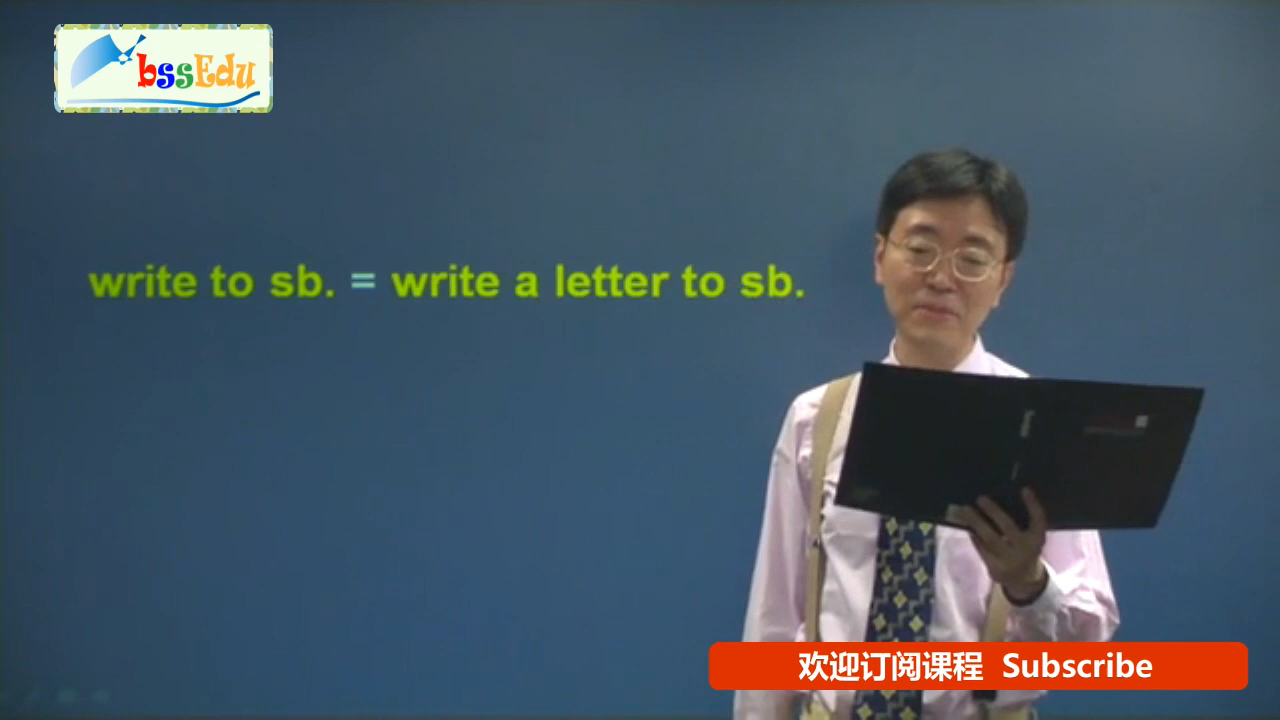 bssEdu
write to sb. = write a letter to sb.
欢迎订阅课程 Subscribe